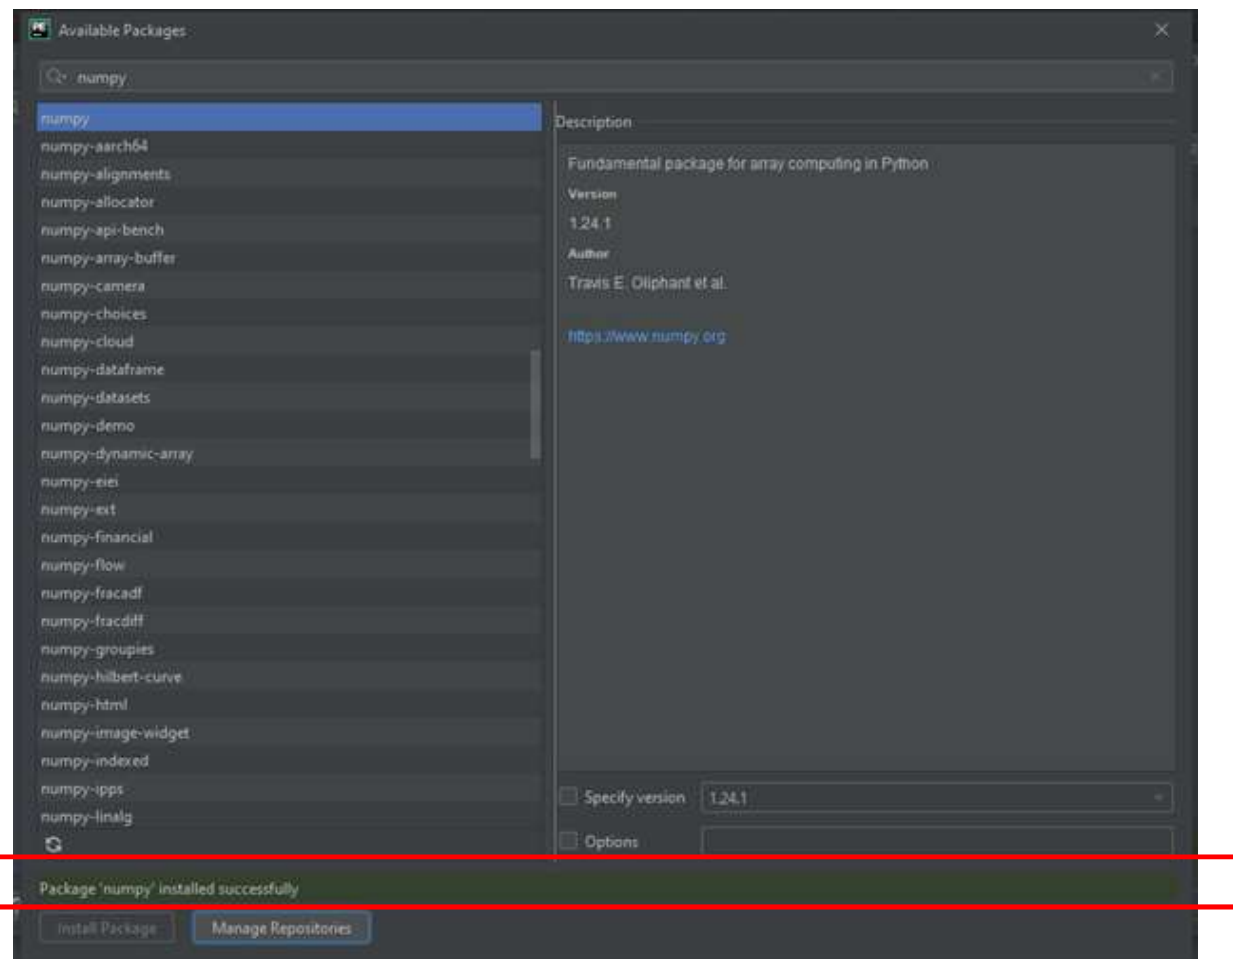 Available Packages
numpy
numpy
numpy-aarch64
numpy-alignments
numpy-allocator
numpy-api-bench
numpy-array-buffer
numpy-camera
numpy-choices
numpy-cloud
numpy-dataframe
numpy-datasets
numpy-demo
numpy-dynamic-array
numpy-eiei
numpy-ext
numpy-financial
numpy-flow
numpy-fracadf
numpy-fracdiff
numpy-groupies
numpy-hilbert-curve
numpy-html
numpy-image-widget
numpy-indexed
numpy-ipps
numpy-linalg
Description
Fundamental package for array computing in Python
Version
1.24.1
Author
Travis E. Oliphant et al.
https://www.numpy.org
Specify version 1.24.1
Options
Package 'numpy' installed successfully
Install Package Manage Repositories